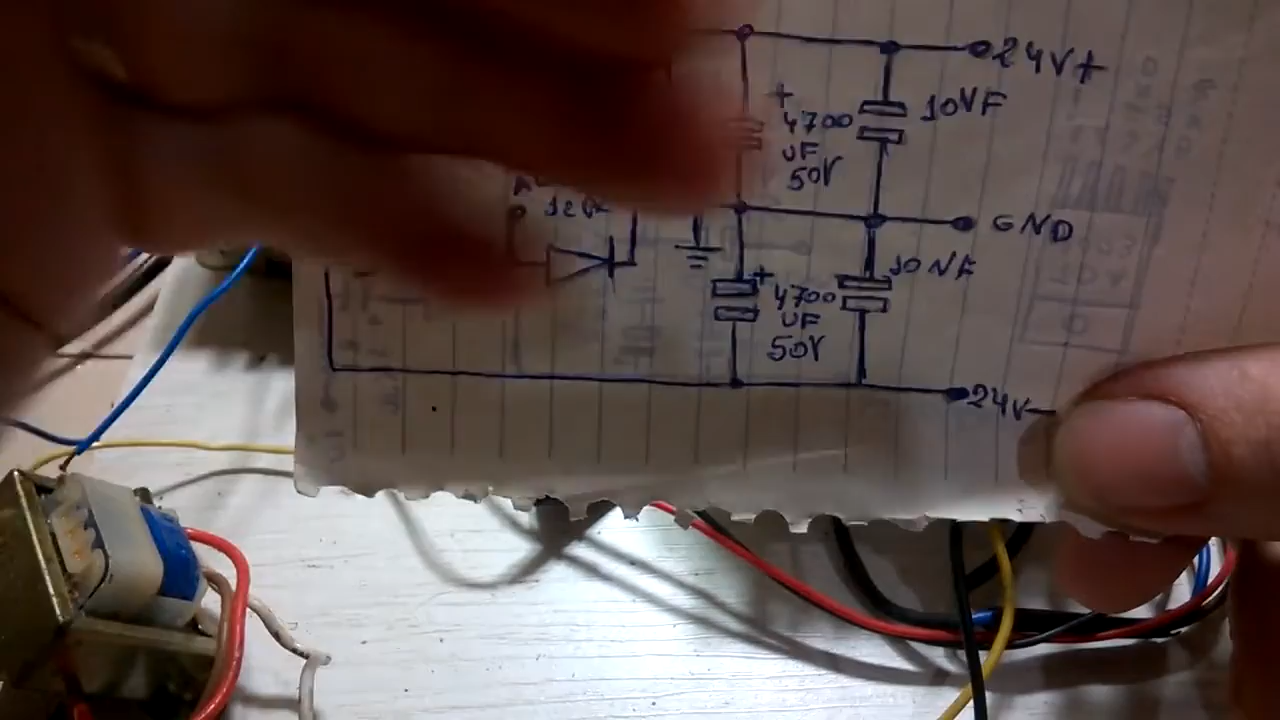 24V+
10NF
+
4700
UF
50V
GND
10NF
+
4700
UF
50V
24V-